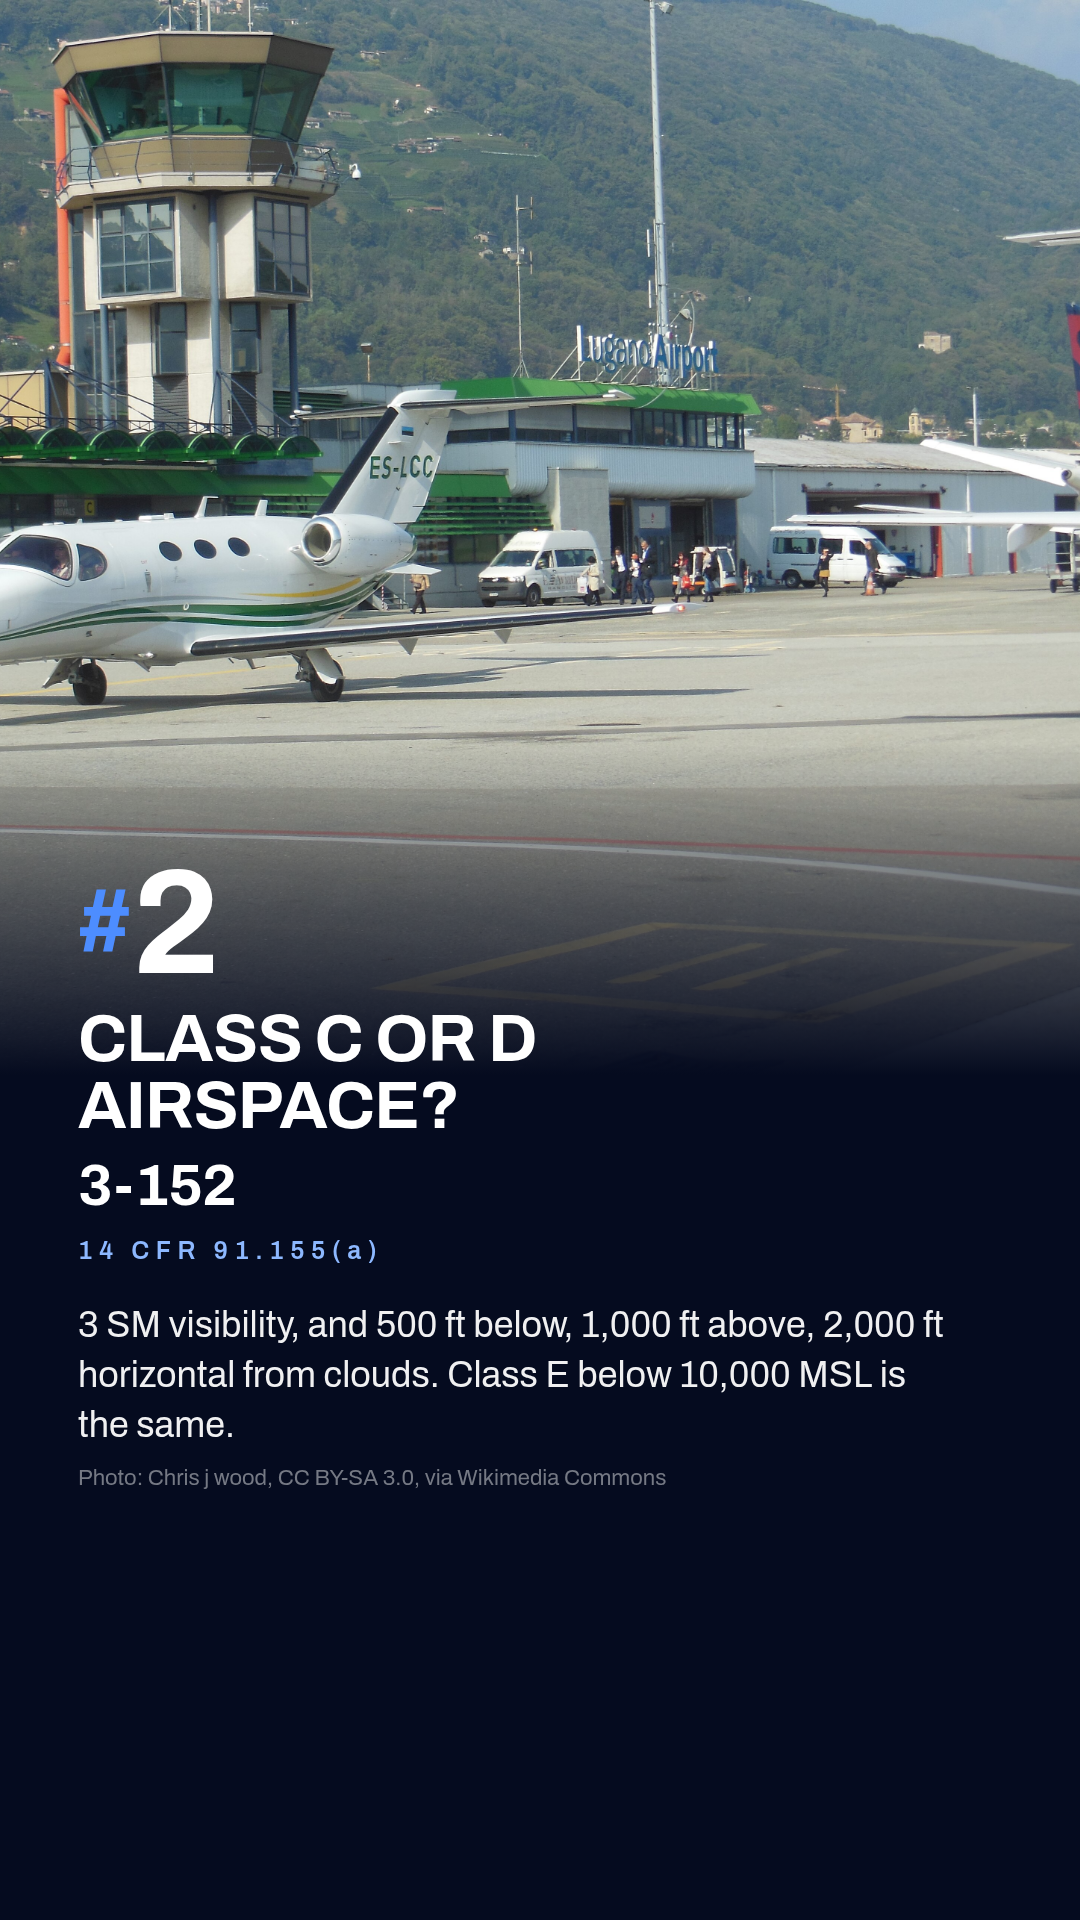 Lugano Airport
ES-LCC
#2
CLASS C OR D
AIRSPACE?
3-152
14 CFR 91.155(a)
3 SM visibility, and 500 ft below, 1,000 ft above, 2,000 ft
horizontal from clouds. Class E below 10,000 MSL is
the same.
Photo: Chris j wood, CC BY-SA 3.0, via Wikimedia Commons